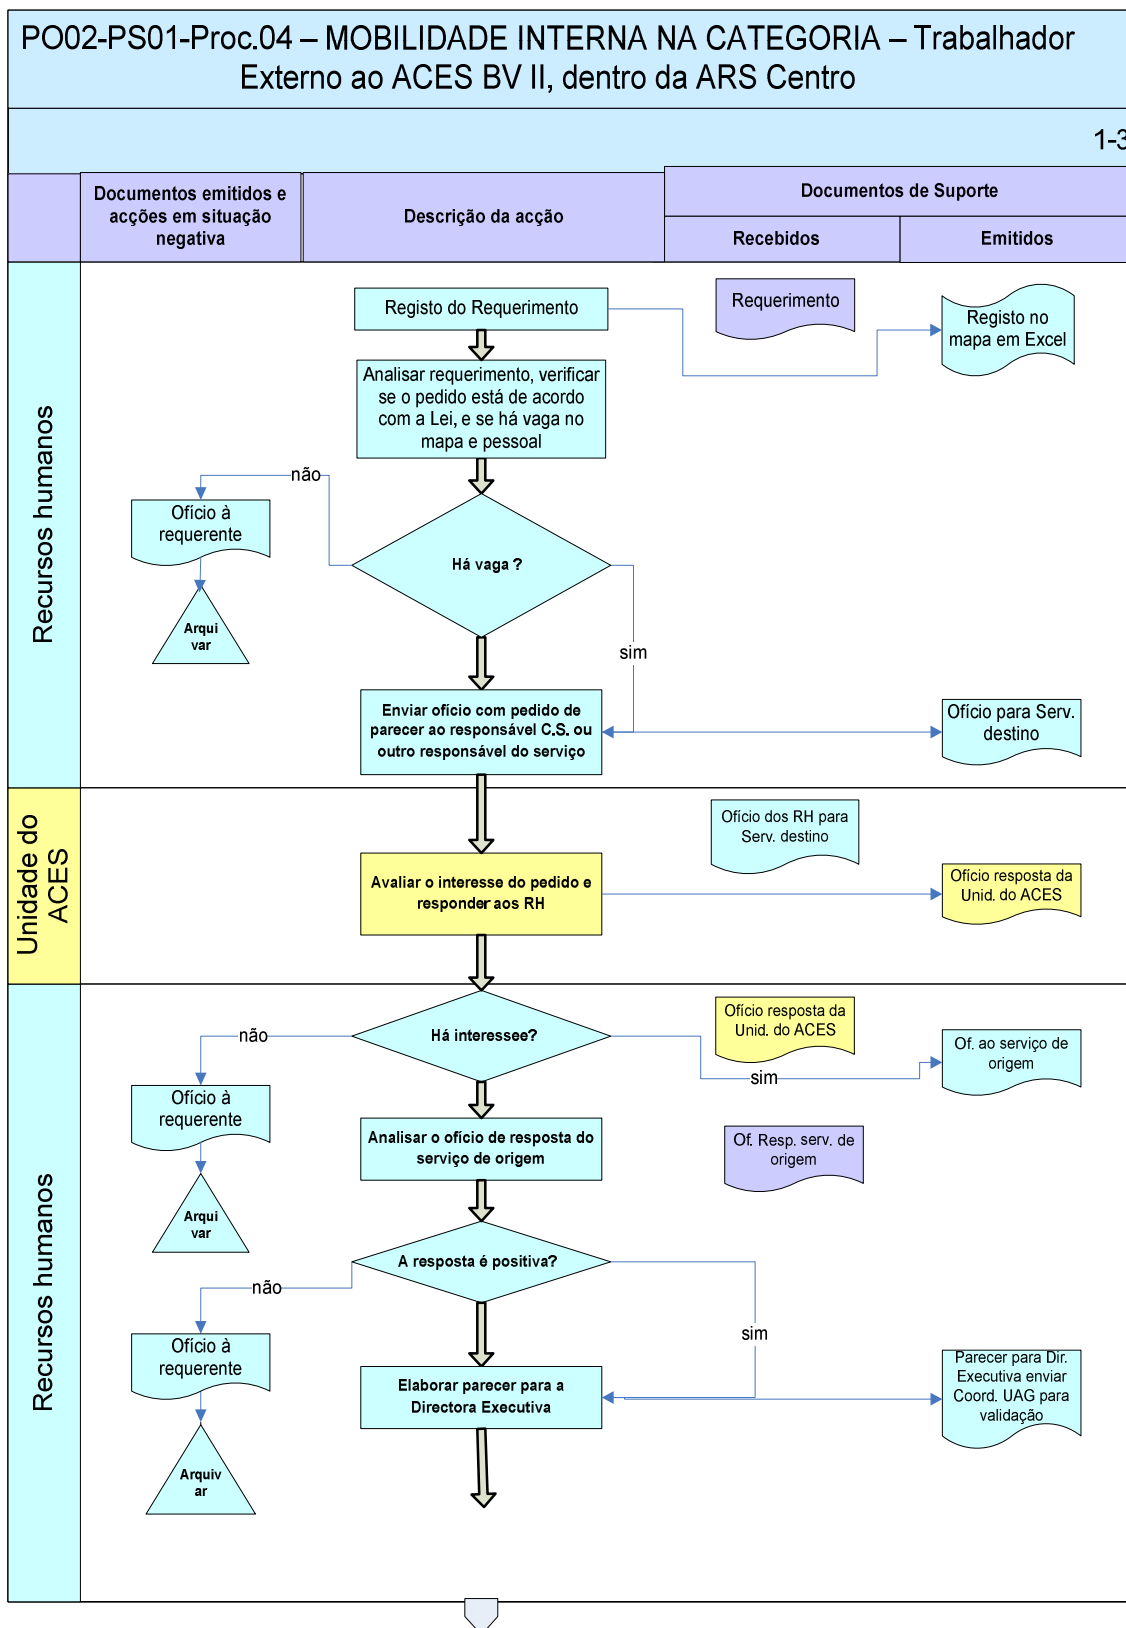 PO02-PS01-Proc.04 – MOBILIDADE INTERNA NA CATEGORIA – Trabalhador
Externo ao ACES BV II, dentro da ARS Centro
1-3
Documentos emitidos e
acções em situação
negativa
Descrição da acção
Documentos de Suporte
Recebidos
Emitidos
Recursos humanos
Registo do Requerimento
Requerimento
Registo no
mapa em Excel
Analisar requerimento, verificar
se o pedido está de acordo
com a Lei, e se há vaga no
mapa e pessoal
não
Ofício à
requerente
Arqui
var
Há vaga ?
sim
Enviar ofício com pedido de
parecer ao responsável C.S. ou
outro responsável do serviço
Ofício para Serv.
destino
Unidade do
ACES
Ofício dos RH para
Serv. destino
Avaliar o interesse do pedido e
responder aos RH
Ofício resposta da
Unid. do ACES
Recursos humanos
Há interessee?
não
Ofício resposta da
Unid. do ACES
sim
Of. ao serviço de
origem
Ofício à
requerente
Arqui
var
Analisar o ofício de resposta do
serviço de origem
Of. Resp. serv. de
origem
A resposta é positiva?
não
sim
Ofício à
requerente
Arquiv
ar
Elaborar parecer para a
Directora Executiva
Parecer para Dir.
Executiva enviar
Coord. UAG para
validação